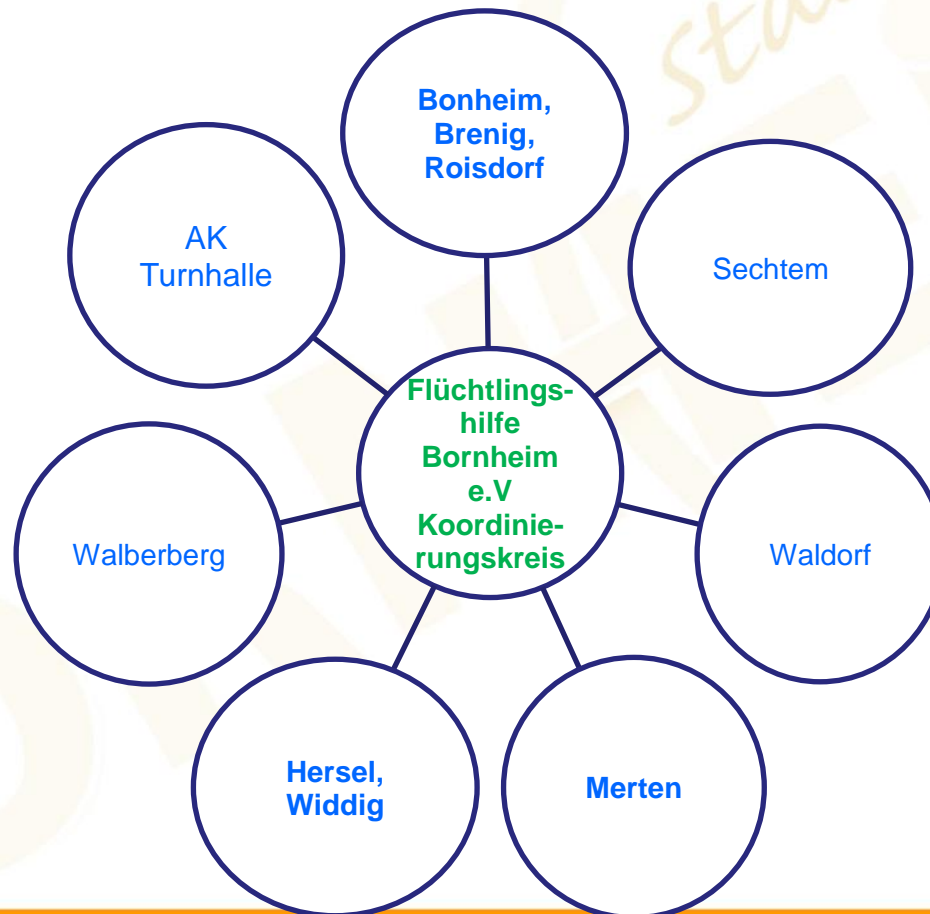 Bonheim,
Brenig,
Roisdorf
AK
Turnhalle
Sechtem
Flüchtlings-
hilfe
Bornheim
e.V
Koordinie-
rungskreis
Walberberg
Waldorf
Hersel,
Widdig
Merten